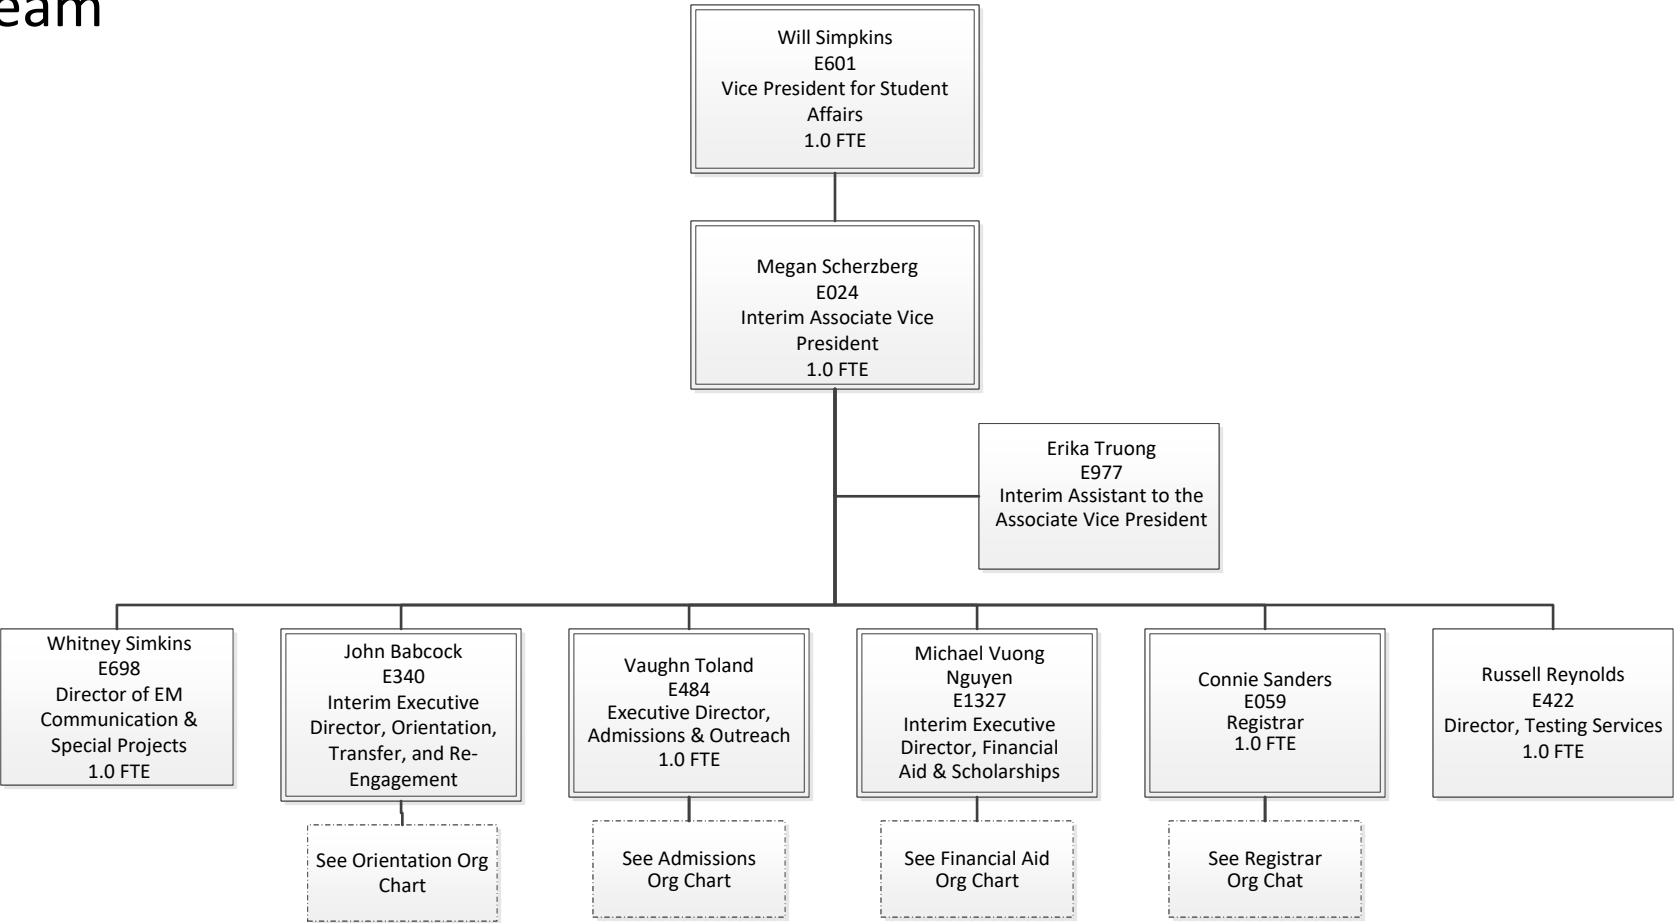 Will Simpkins
E601
Vice President for Student
Affairs
1.0 FTE
Megan Scherzberg
E024
Interim Associate Vice
President
1.0 FTE
Erika Truong
E977
Interim Assistant to the
Associate Vice President
Whitney Simkins
E698
Director of EM
Communication &
Special Projects
1.0 FTE
John Babcock
E340
Interim Executive
Director, Orientation,
Transfer, and Re-
Engagement
Vaughn Toland
E484
Executive Director,
Admissions & Outreach
1.0 FTE
Michael Vuong
Nguyen
E1327
Interim Executive
Director, Financial
Aid & Scholarships
Connie Sanders
E059
Registrar
1.0 FTE
Russell Reynolds
E422
Director, Testing Services
1.0 FTE
See Orientation Org
Chart
See Admissions
Org Chart
See Financial Aid
Org Chart
See Registrar
Org Chat